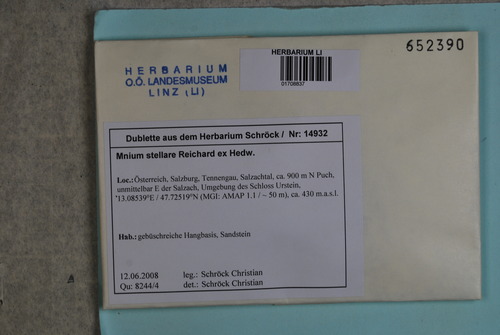 652390
HERBARIUM LI
01708837
HERBARIUM
O.Ö. LANDESMUSEUM
LINZ (LI)
Dublette aus dem Herbarium Schröck / Nr: 14932
Mnium stellare Reichard ex Hedw.
Loc.:Österreich, Salzburg, Tennengau, Salzachtal, ca. 900 m N Puch,
unmittelbar E der Salzach, Umgebung des Schloss Urstein,
'13.08539°E / 47.72519°N (MGI: AMAP 1.1 / ~ 50 m), ca. 430 m.a.s.l.
Hab.:gebüschreiche Hangbasis, Sandstein
12.06.2008 leg.: Schröck Christian
Qu: 8244/4 det.: Schröck Christian